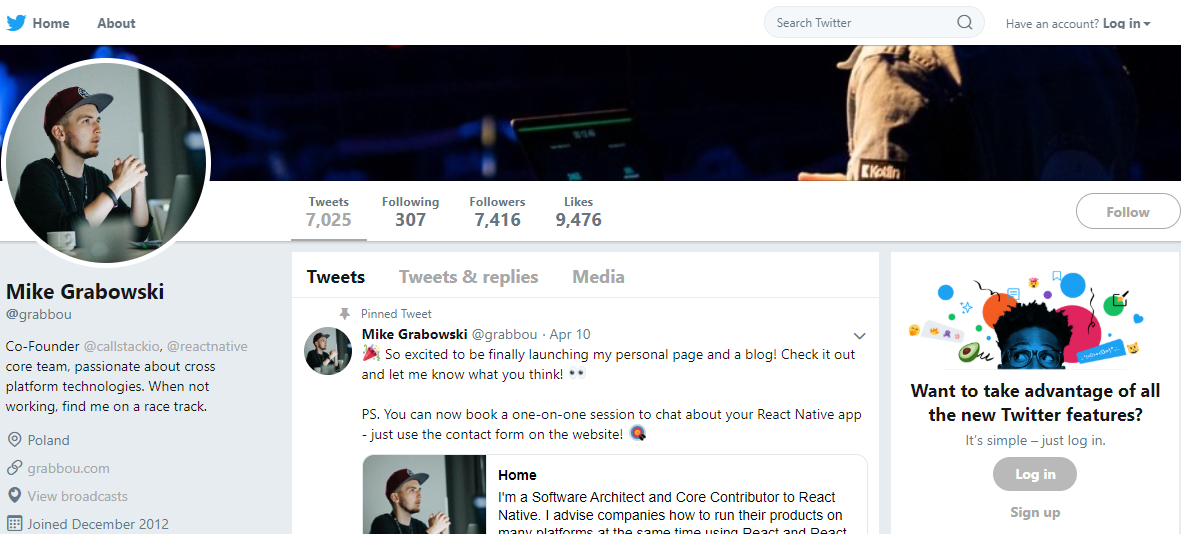 Home
About
Search Twitter
Have an account? Log in
Kotlin
Tweets
7,025
Following
307
Followers
7,416
Likes
9,476
Follow
Mike Grabowski
@grabbou
Co-Founder @callstackio, @reactnative
core team, passionate about cross
platform technologies. When not
working, find me on a race track.
Poland
grabbou.com
View broadcasts
Joined December 2012
Tweets
Tweets & replies
Media
Pinned Tweet
Mike Grabowski @grabbou · Apr 10
🎉 So excited to be finally launching my personal page and a blog! Check it out
and let me know what you think! 👀
PS. You can now book a one-on-one session to chat about your React Native app
- just use the contact form on the website! 🎯
Home
I'm a Software Architect and Core Contributor to React
Native. I advise companies how to run their products on
many platforms at the same time using React and React
Want to take advantage of all
the new Twitter features?
It's simple – just log in.
Log in
Sign up